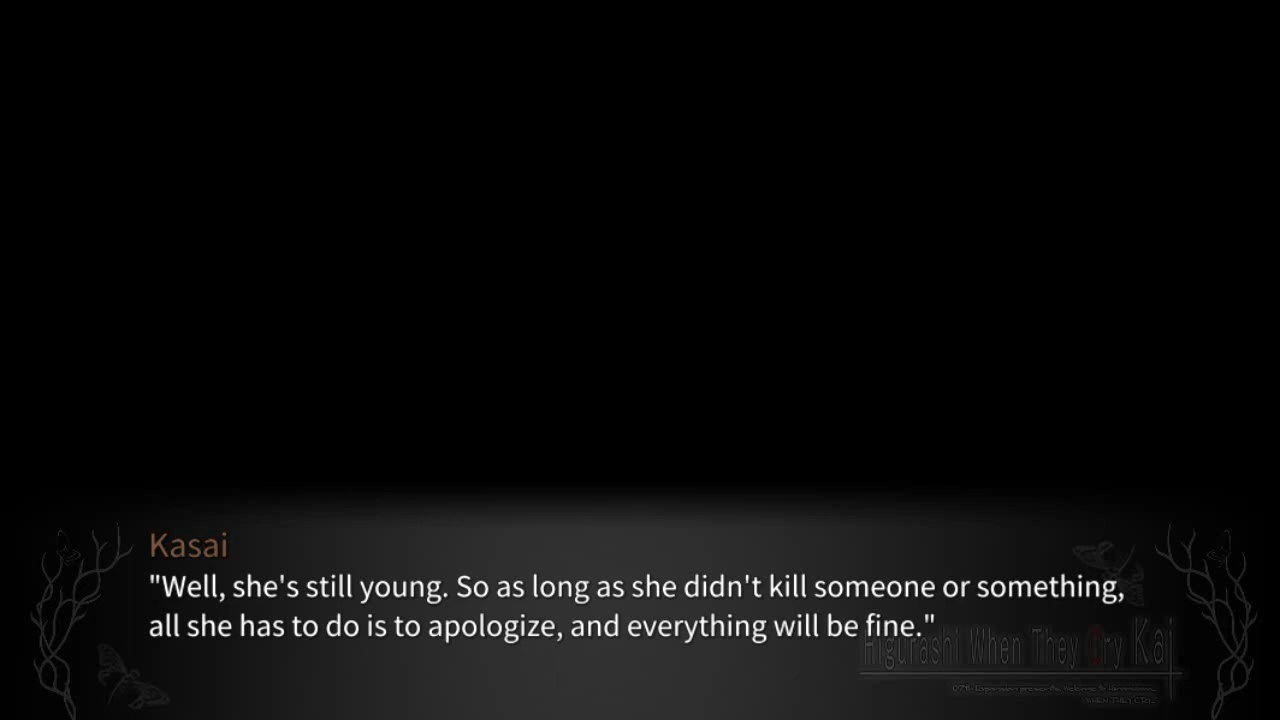 Kasai
"Well, she's still young. So as long as she didn't kill someone or something,
all she has to do is to apologize, and everything will be fine."
Higurashi When They Cry Kai